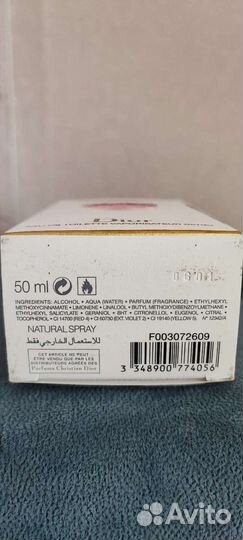 Dior
50 ml
INGREDIENTS: ALCOHOL • AQUA (WATER) • PARFUM (FRAGRANCE) • ETHYLHEXYL
METHOXYCINNAMATE • LIMONENE • LINALOOL • BUTYL METHOXYDIBENZOYLMETHANE •
ETHYLHEXYL SALICYLATE • GERANIOL • BHT • CITRONELLOL • EUGENOL • CITRAL •
TOCOPHEROL • CI 14700 (RED 4) • CI 60730 (EXT. VIOLET 2) • CI 19140 (YELLOW 5). N° 12942/A
NATURAL SPRAY
للاستعمال الخارجي فقط
F003072609
CET ARTICLE NE PEUT
ÊTRE VENDU QUE PAR LES
DISTRIBUTEURS AGRÉÉS DES
Parfums Christian Dior
3 348900 774056
Avito